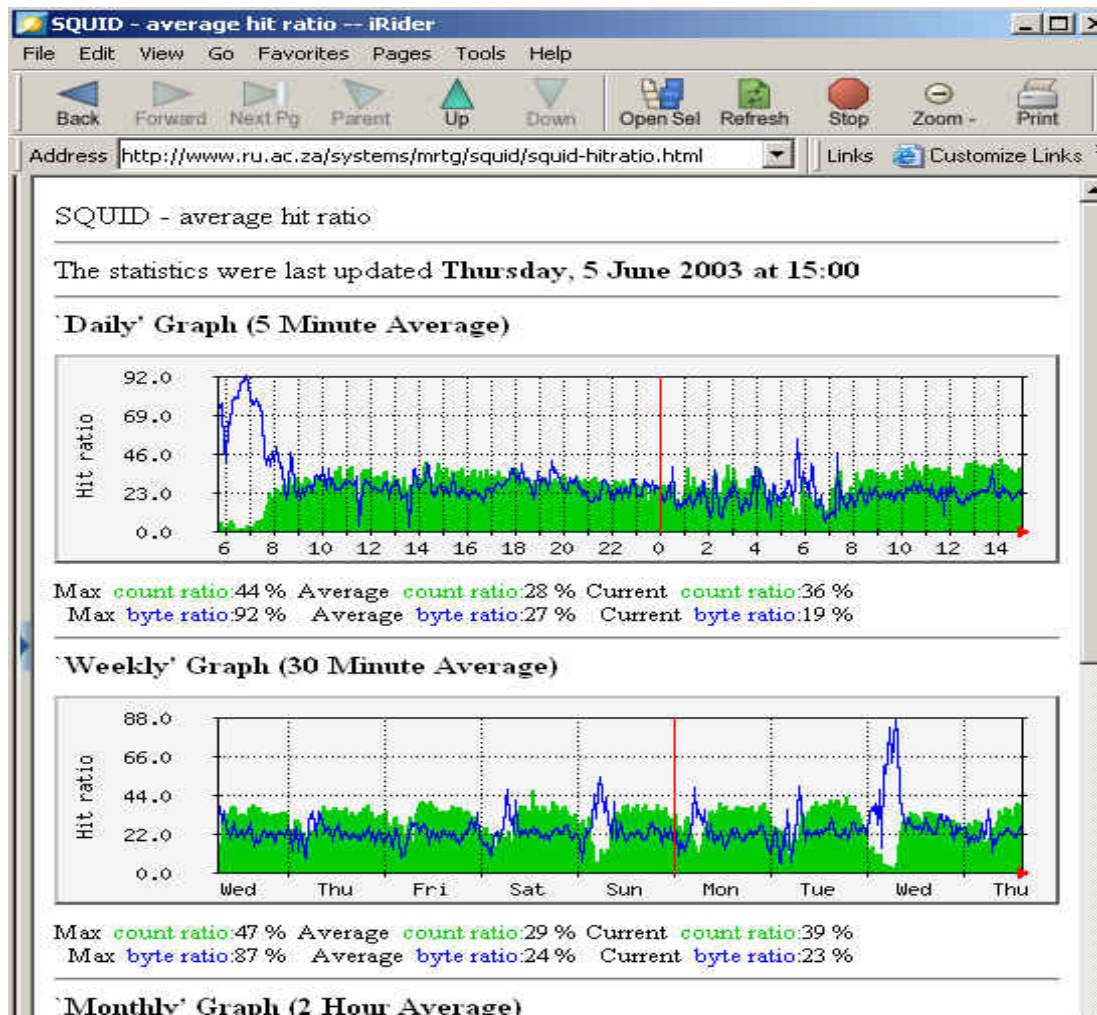 SQUID - average hit ratio -- iRider
File Edit View Go Favorites Pages Tools Help
Back Forward Next Pg Parent Up Down Open Sel Refresh Stop Zoom - Print
Address http://www.ru.ac.za/systems/mrtg/squid/squid-hitratio.html Links Customize Links
SQUID - average hit ratio
The statistics were last updated Thursday, 5 June 2003 at 15:00
`Daily' Graph (5 Minute Average)
92.0
69.0
46.0
23.0
0.0
Hit ratio
6 8 10 12 14 16 18 20 22 0 2 4 6 8 10 12 14
Max count ratio:44 % Average count ratio:28 % Current count ratio:36 %
Max byte ratio:92 % Average byte ratio:27 % Current byte ratio:19 %
`Weekly' Graph (30 Minute Average)
88.0
66.0
44.0
22.0
0.0
Hit ratio
Wed Thu Fri Sat Sun Mon Tue Wed Thu
Max count ratio:47 % Average count ratio:29 % Current count ratio:39 %
Max byte ratio:87 % Average byte ratio:24 % Current byte ratio:23 %
`Monthly' Graph (2 Hour Average)